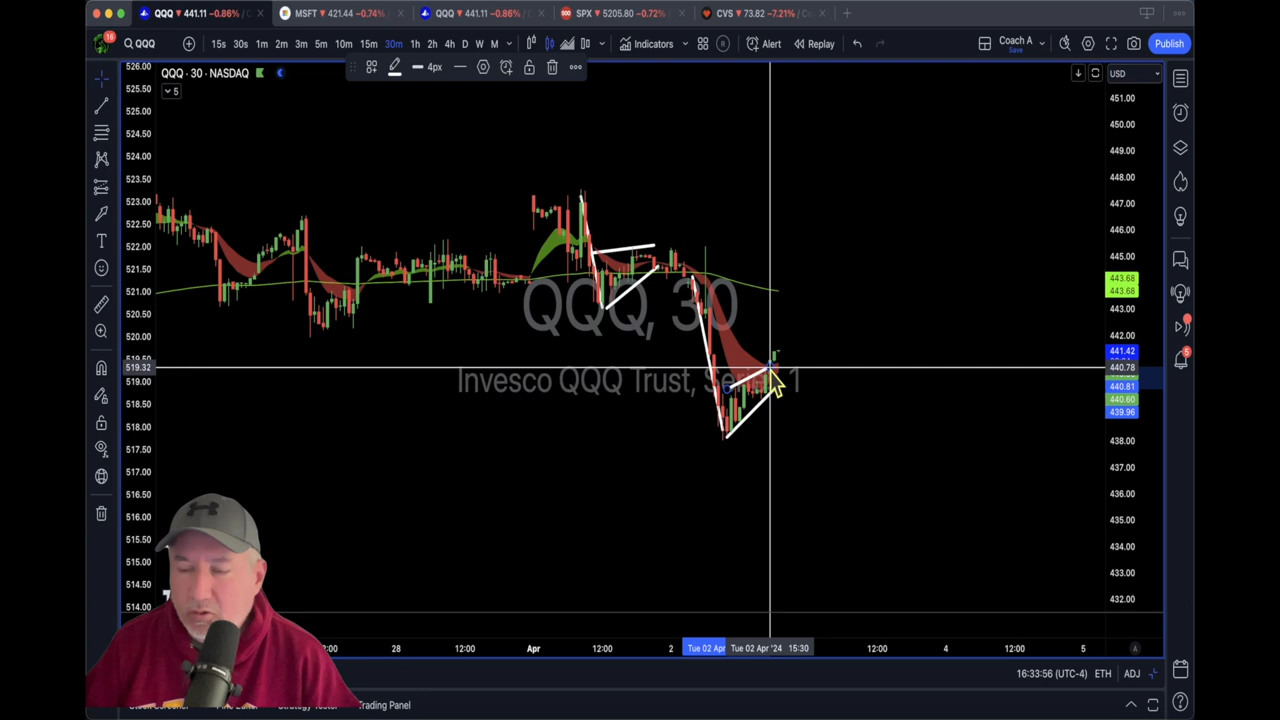 QQQ 441.11 −0.86%
MSFT 421.44 −0.74%
QQQ 441.11 −0.86%
SPX 5205.80 −0.72%
CVS 73.82 −7.21%
16
QQQ
15s 30s 1m 2m 3m 5m 10m 15m 30m 1h 2h 4h D W M
Indicators
Alert
Replay
Coach A
Save
Publish
4px
QQQ · 30 · NASDAQ
5
USD
526.00
525.50
525.00
524.50
524.00
523.50
523.00
522.50
522.00
521.50
521.00
520.50
520.00
519.32
519.00
518.50
518.00
517.50
517.00
516.50
516.00
515.50
515.00
514.50
514.00
QQQ, 30
Invesco QQQ Trust, Series 1
451.00
450.00
449.00
448.00
447.00
446.00
445.00
443.68
443.68
443.00
442.00
441.42
440.78
440.81
440.60
439.96
438.00
437.00
436.00
435.00
434.00
433.00
432.00
5
28
12:00
Apr
12:00
2
Tue 02 Apr
Tue 02 Apr '24 15:30
12:00
4
12:00
5
A
16:33:56 (UTC-4)
ETH
ADJ
Trading Panel